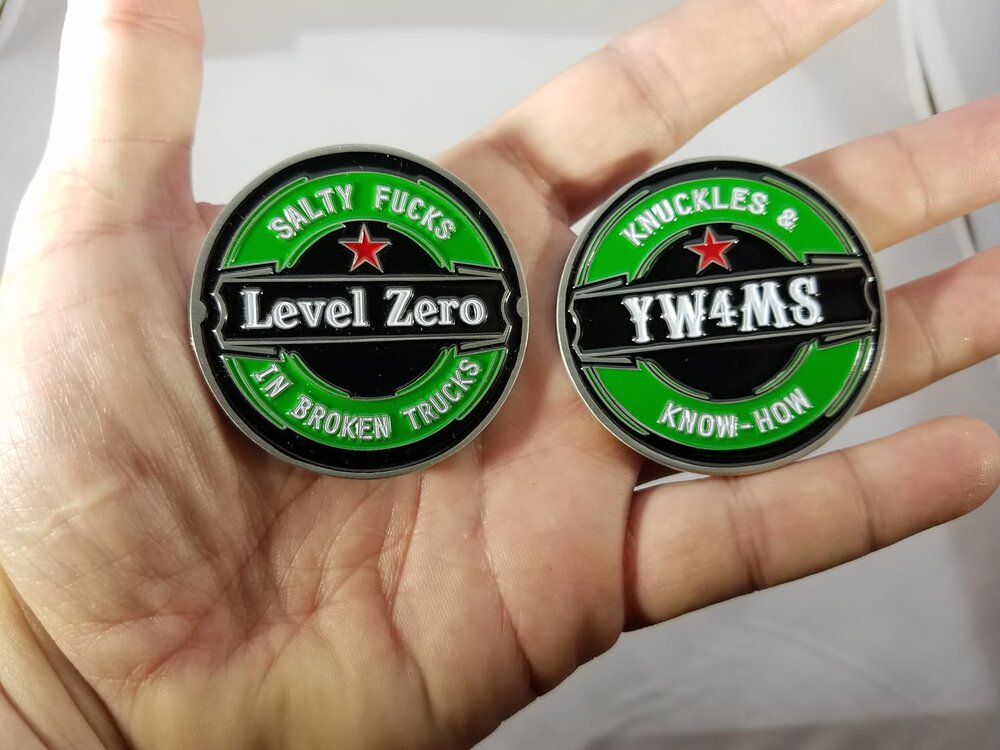 SALTY FUCKS
Level Zero
IN BROKEN TRUCKS
KNUCKLES &
YW4MS
KNOW-HOW